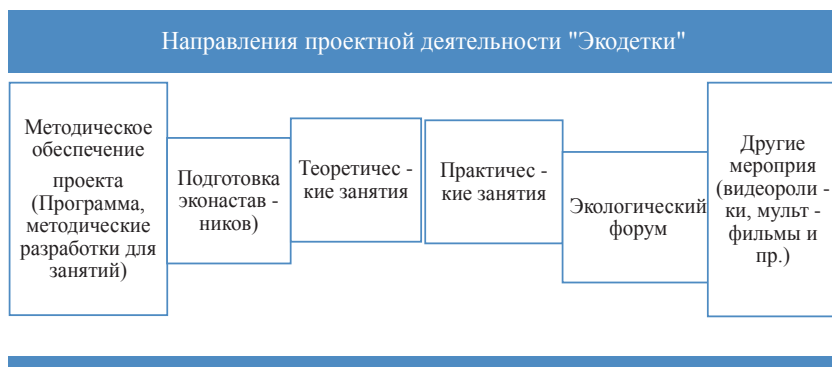 Направления проектной деятельности "Экодетки"
Методическое
обеспечение
проекта
(Программа,
методические
разработки для
занятий)
Подготовка
эконастав -
ников)
Теоретичес -
кие занятия
Практичес -
кие занятия
Экологический
форум
Другие
мероприя
(видеороли -
ки, мульт -
фильмы и
пр.)